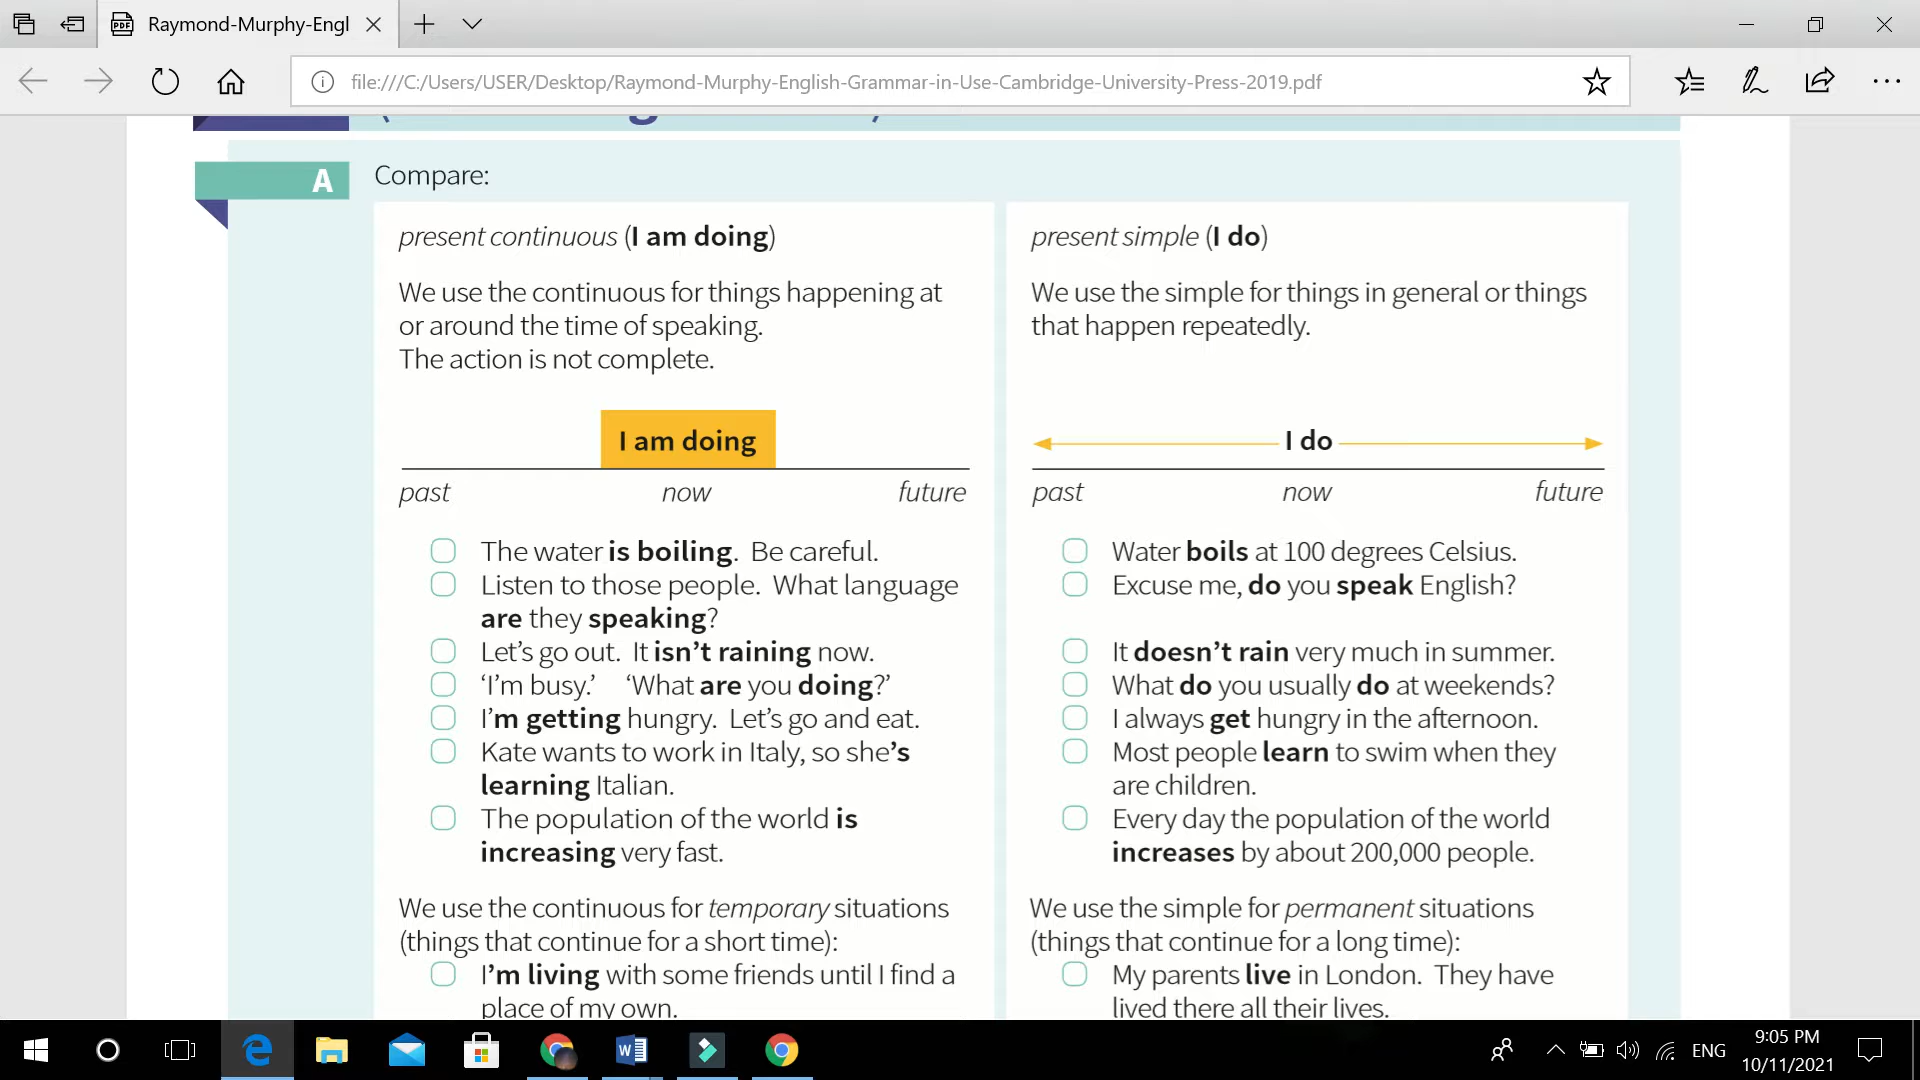 Raymond-Murphy-Engl
file:///C:/Users/USER/Desktop/Raymond-Murphy-English-Grammar-in-Use-Cambridge-University-Press-2019.pdf
A
Compare:
present continuous (I am doing)
We use the continuous for things happening at
or around the time of speaking.
The action is not complete.
I am doing
past now future
The water is boiling. Be careful.
Listen to those people. What language
are they speaking?
Let’s go out. It isn’t raining now.
‘I’m busy.’ ‘What are you doing?’
I’m getting hungry. Let’s go and eat.
Kate wants to work in Italy, so she’s
learning Italian.
The population of the world is
increasing very fast.
We use the continuous for temporary situations
(things that continue for a short time):
I’m living with some friends until I find a
place of my own.
present simple (I do)
We use the simple for things in general or things
that happen repeatedly.
I do
past now future
Water boils at 100 degrees Celsius.
Excuse me, do you speak English?
It doesn’t rain very much in summer.
What do you usually do at weekends?
I always get hungry in the afternoon.
Most people learn to swim when they
are children.
Every day the population of the world
increases by about 200,000 people.
We use the simple for permanent situations
(things that continue for a long time):
My parents live in London. They have
lived there all their lives.
ENG
9:05 PM
10/11/2021